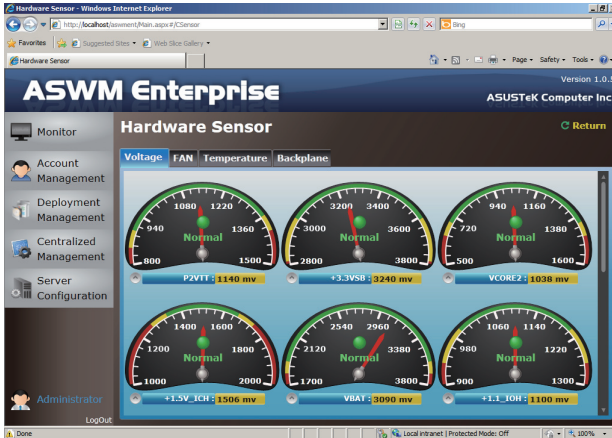 Hardware Sensor - Windows Internet Explorer
http://localhost/aswment/Main.aspx#/CSensor
Bing
Favorites
Suggested Sites
Web Slice Gallery
Hardware Sensor
Page Safety Tools
ASWM Enterprise
Version 1.0.
ASUSTeK Computer Inc
Monitor
Account Management
Deployment Management
Centralized Management
Server Configuration
Administrator
LogOut
Hardware Sensor
Return
Voltage FAN Temperature Backplane
1080 1220
940 1360
Normal
800 1500
P2VTT : 1140 mv
3200 3400
3000 3600
Normal
2800 3800
+3.3VSB : 3240 mv
940 1160
720 1380
Normal
500 1600
VCORE2 : 1038 mv
1400 1600
1200 1800
Normal
1000 2000
+1.5V_ICH : 1506 mv
2540 2960
2120 3380
Normal
1700 3800
VBAT : 3090 mv
1060 1140
980 1220
Normal
900 1300
+1.1_IOH : 1100 mv
Done
Local intranet | Protected Mode: Off
100%